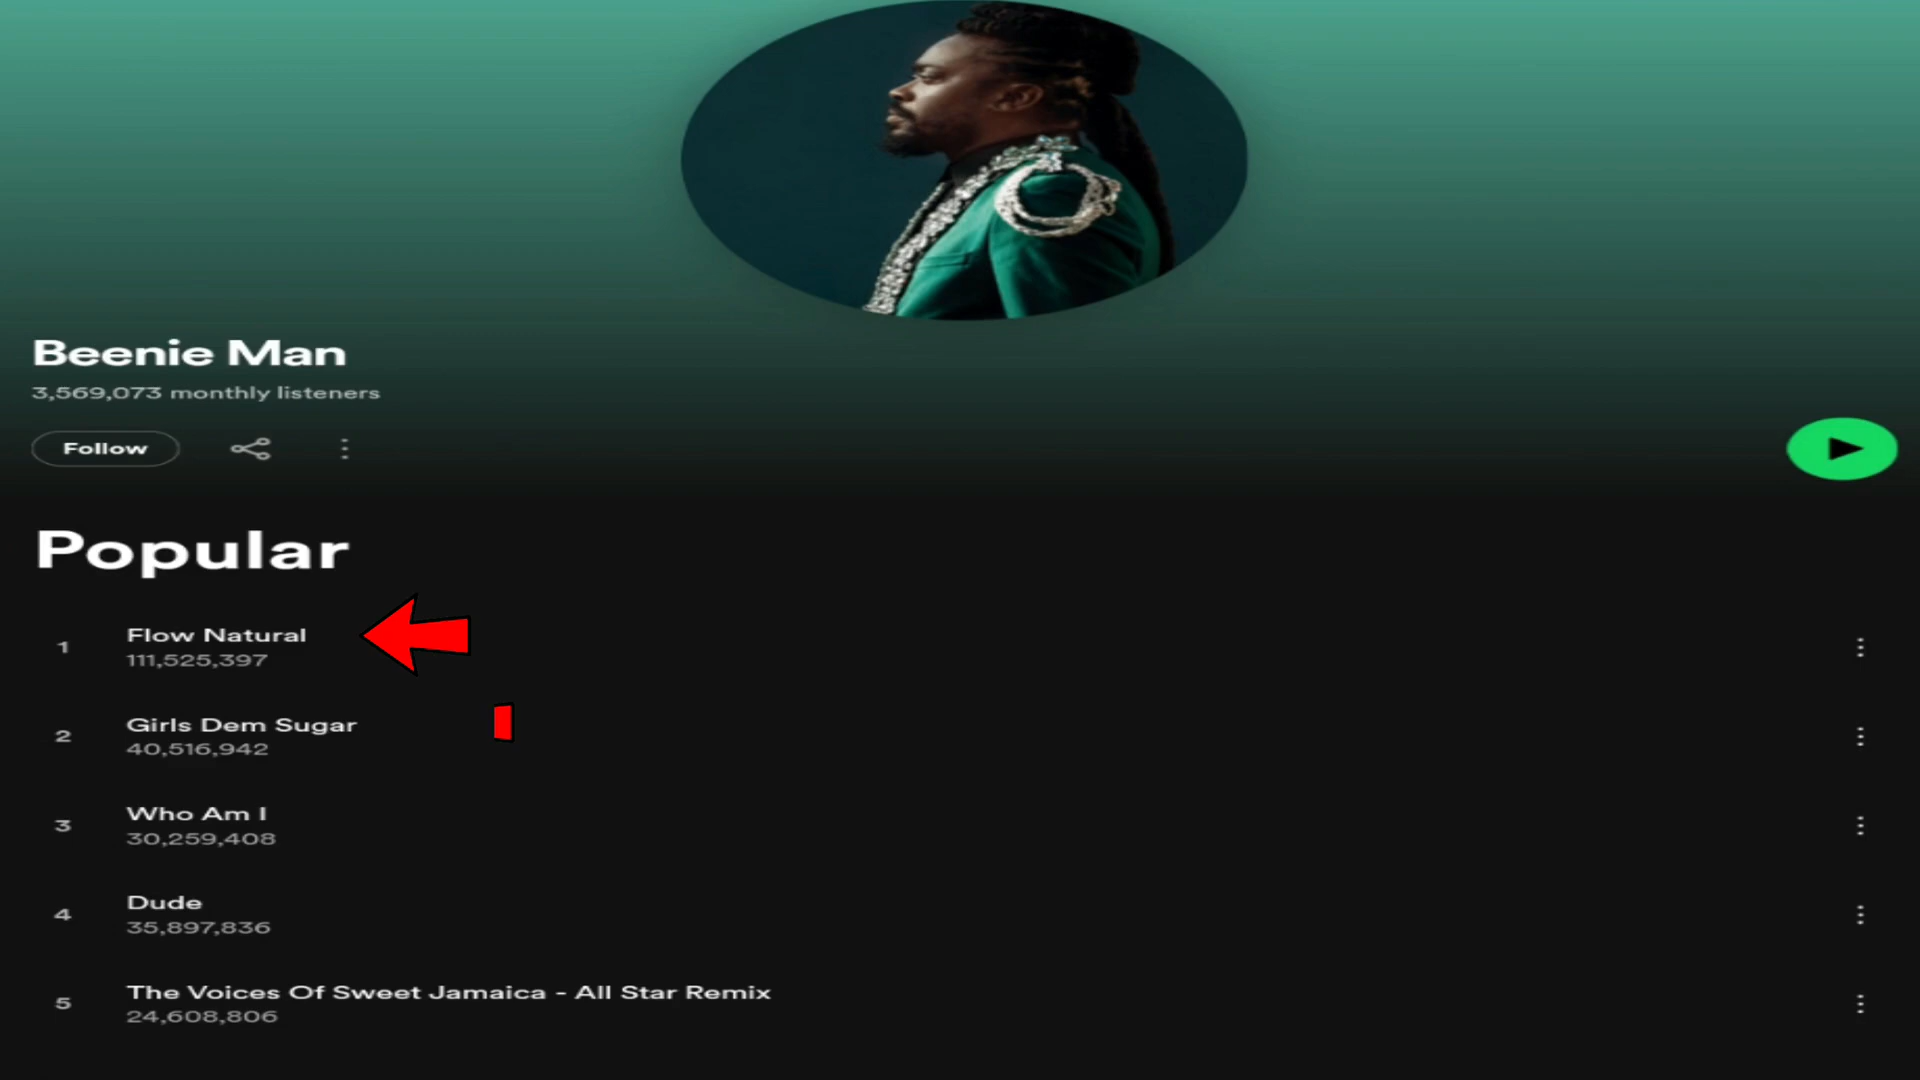 Beenie Man
3,569,073 monthly listeners
Follow
Popular
1
Flow Natural
111,525,397
2
Girls Dem Sugar
40,516,942
3
Who Am I
30,259,408
4
Dude
35,897,836
5
The Voices Of Sweet Jamaica - All Star Remix
24,608,806